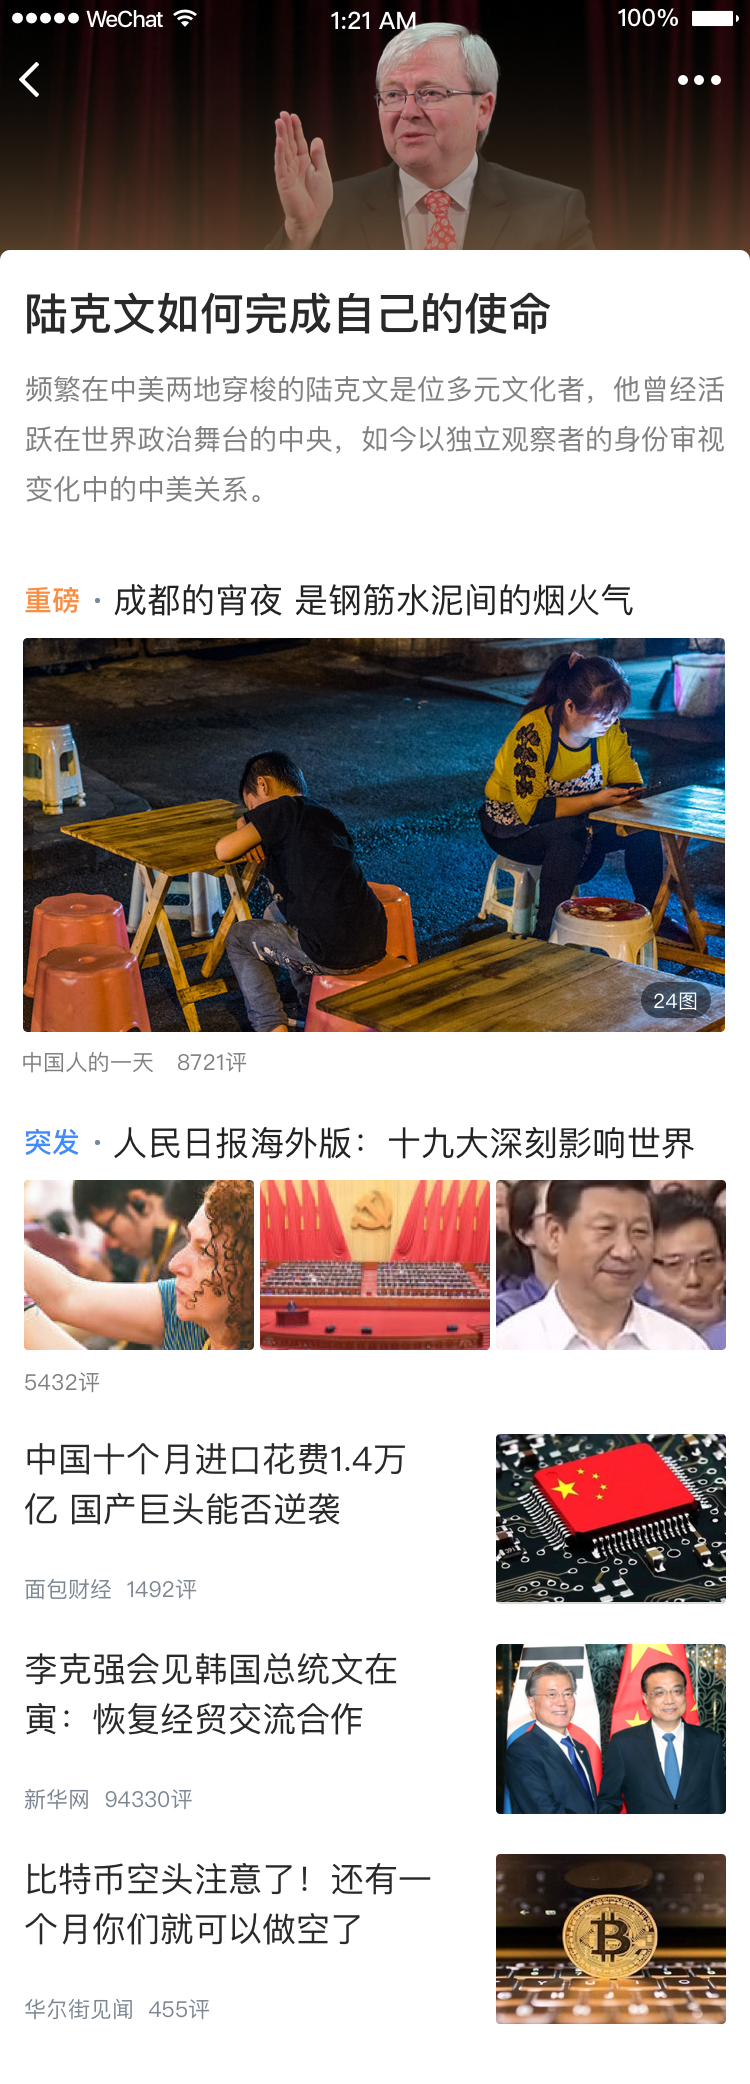 ●●●●● WeChat 1:21 AM 100%
陆克文如何完成自己的使命
频繁在中美两地穿梭的陆克文是位多元文化者，他曾经活
跃在世界政治舞台的中央，如今以独立观察者的身份审视
变化中的中美关系。
重磅 · 成都的宵夜 是钢筋水泥间的烟火气
24图
中国人的一天 8721评
突发 · 人民日报海外版：十九大深刻影响世界
5432评
中国十个月进口花费1.4万
亿 国产巨头能否逆袭
面包财经 1492评
李克强会见韩国总统文在
寅：恢复经贸交流合作
新华网 94330评
比特币空头注意了！还有一
个月你们就可以做空了
华尔街见闻 455评